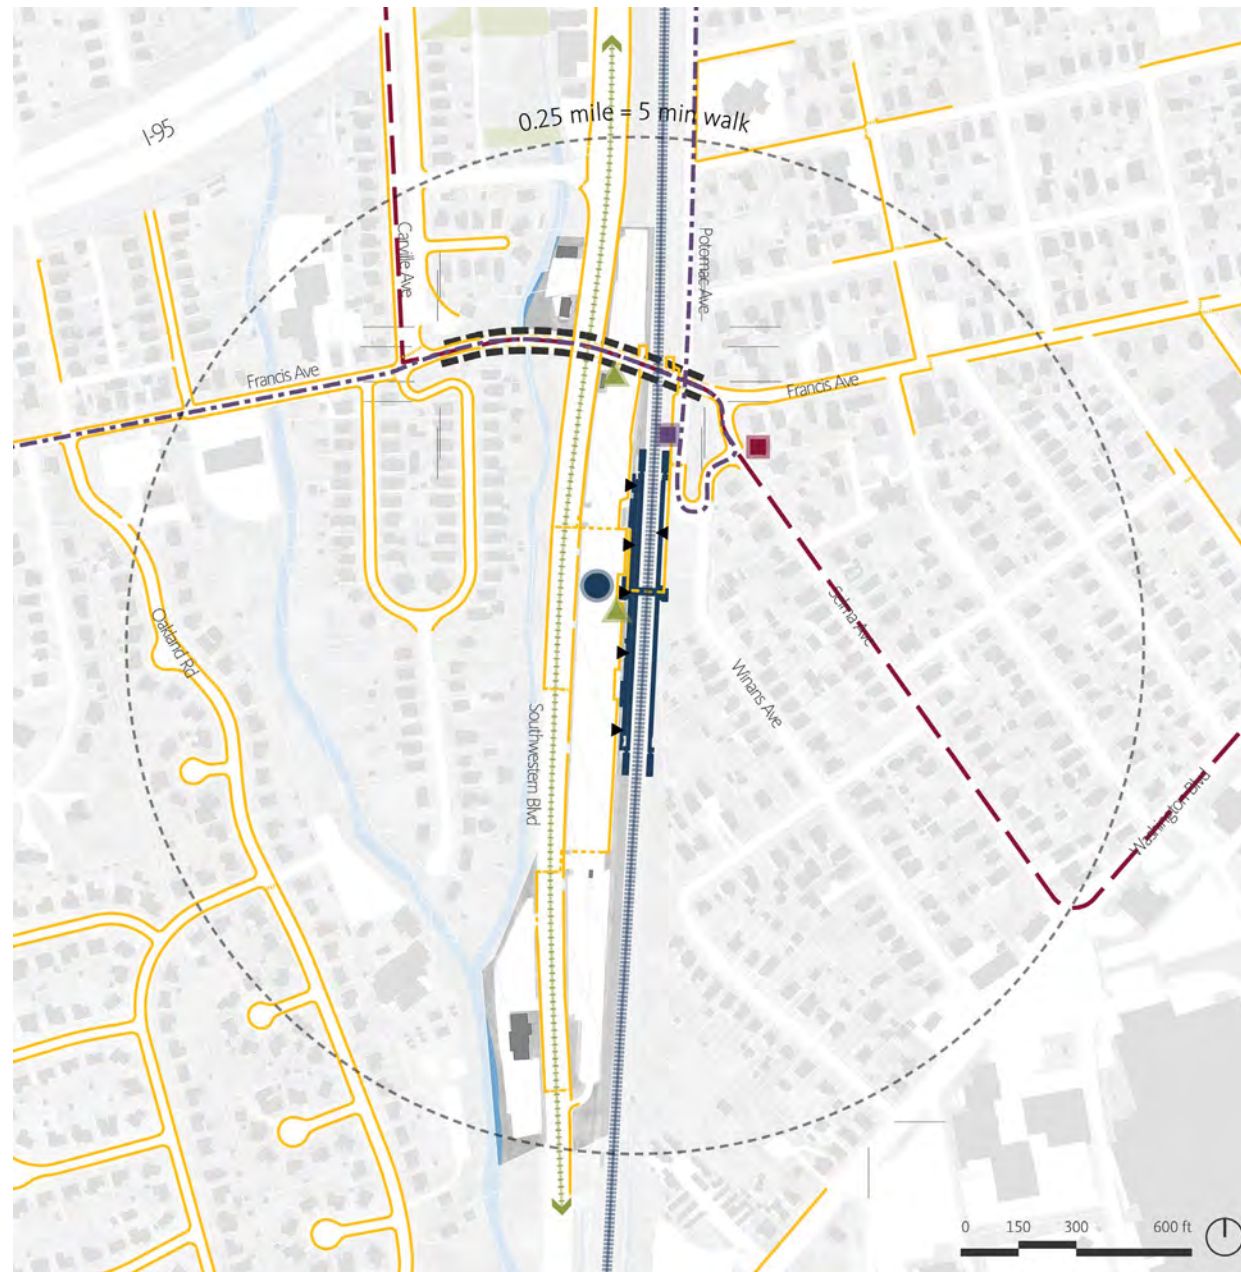 I-95
0.25 mile = 5 min walk
Carville Ave
Potomac Ave
Francis Ave
Francis Ave
Oakland Rd
Selma Ave
Winans Ave
Southwestern Blvd
Washington Blvd
0 150 300 600 ft